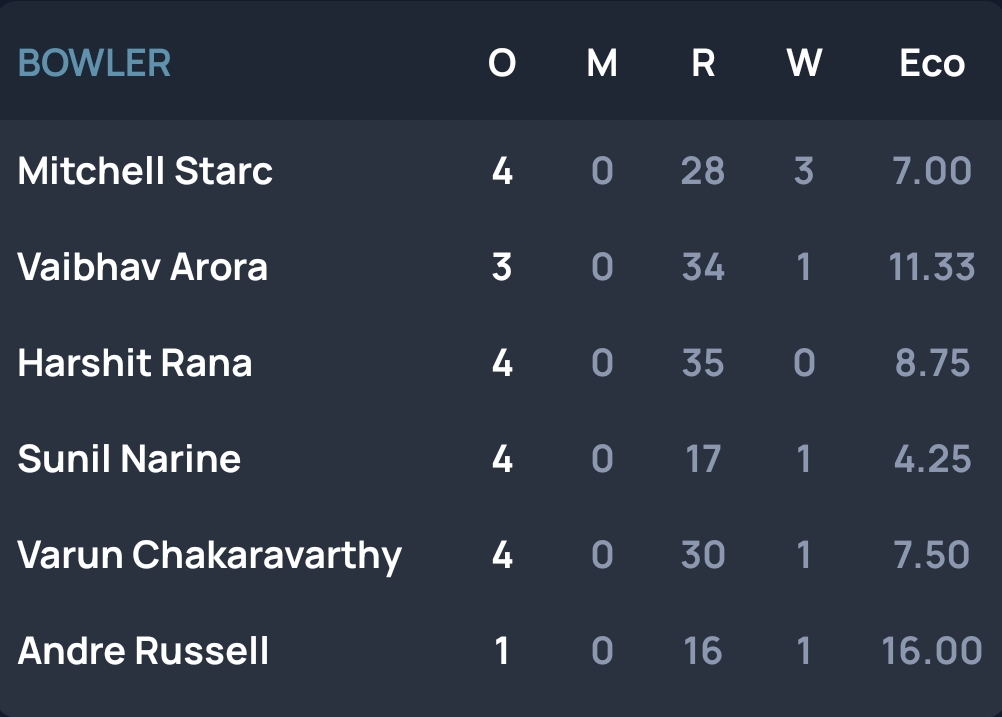 BOWLER O M R W Eco
Mitchell Starc 4 0 28 3 7.00
Vaibhav Arora 3 0 34 1 11.33
Harshit Rana 4 0 35 0 8.75
Sunil Narine 4 0 17 1 4.25
Varun Chakaravarthy 4 0 30 1 7.50
Andre Russell 1 0 16 1 16.00